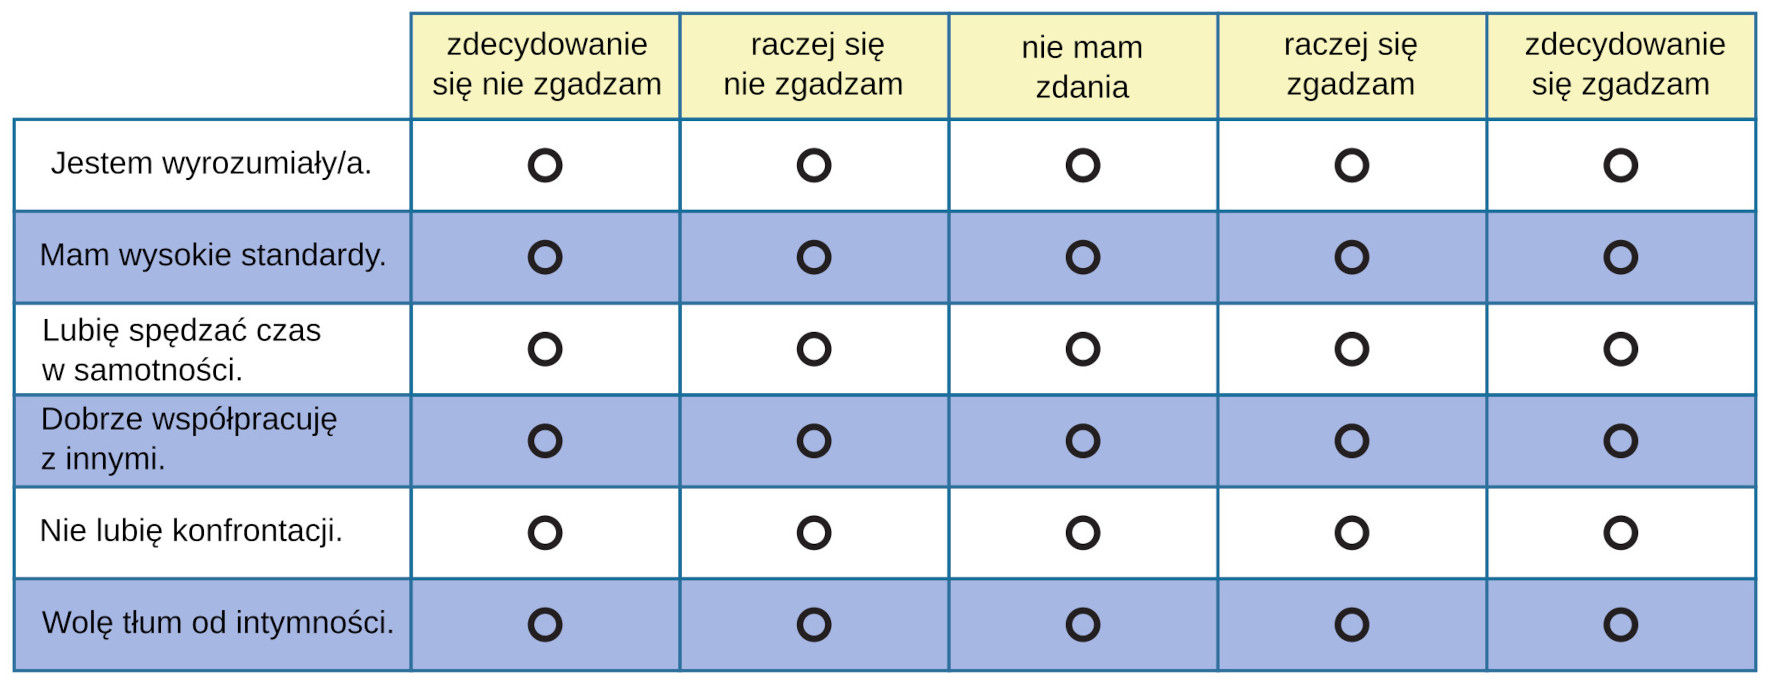 zdecydowanie
się nie zgadzam
raczej się
nie zgadzam
nie mam
zdania
raczej się
zgadzam
zdecydowanie
się zgadzam
Jestem wyrozumiały/a.
Mam wysokie standardy.
Lubię spędzać czas
w samotności.
Dobrze współpracuję
z innymi.
Nie lubię konfrontacji.
Wolę tłum od intymności.